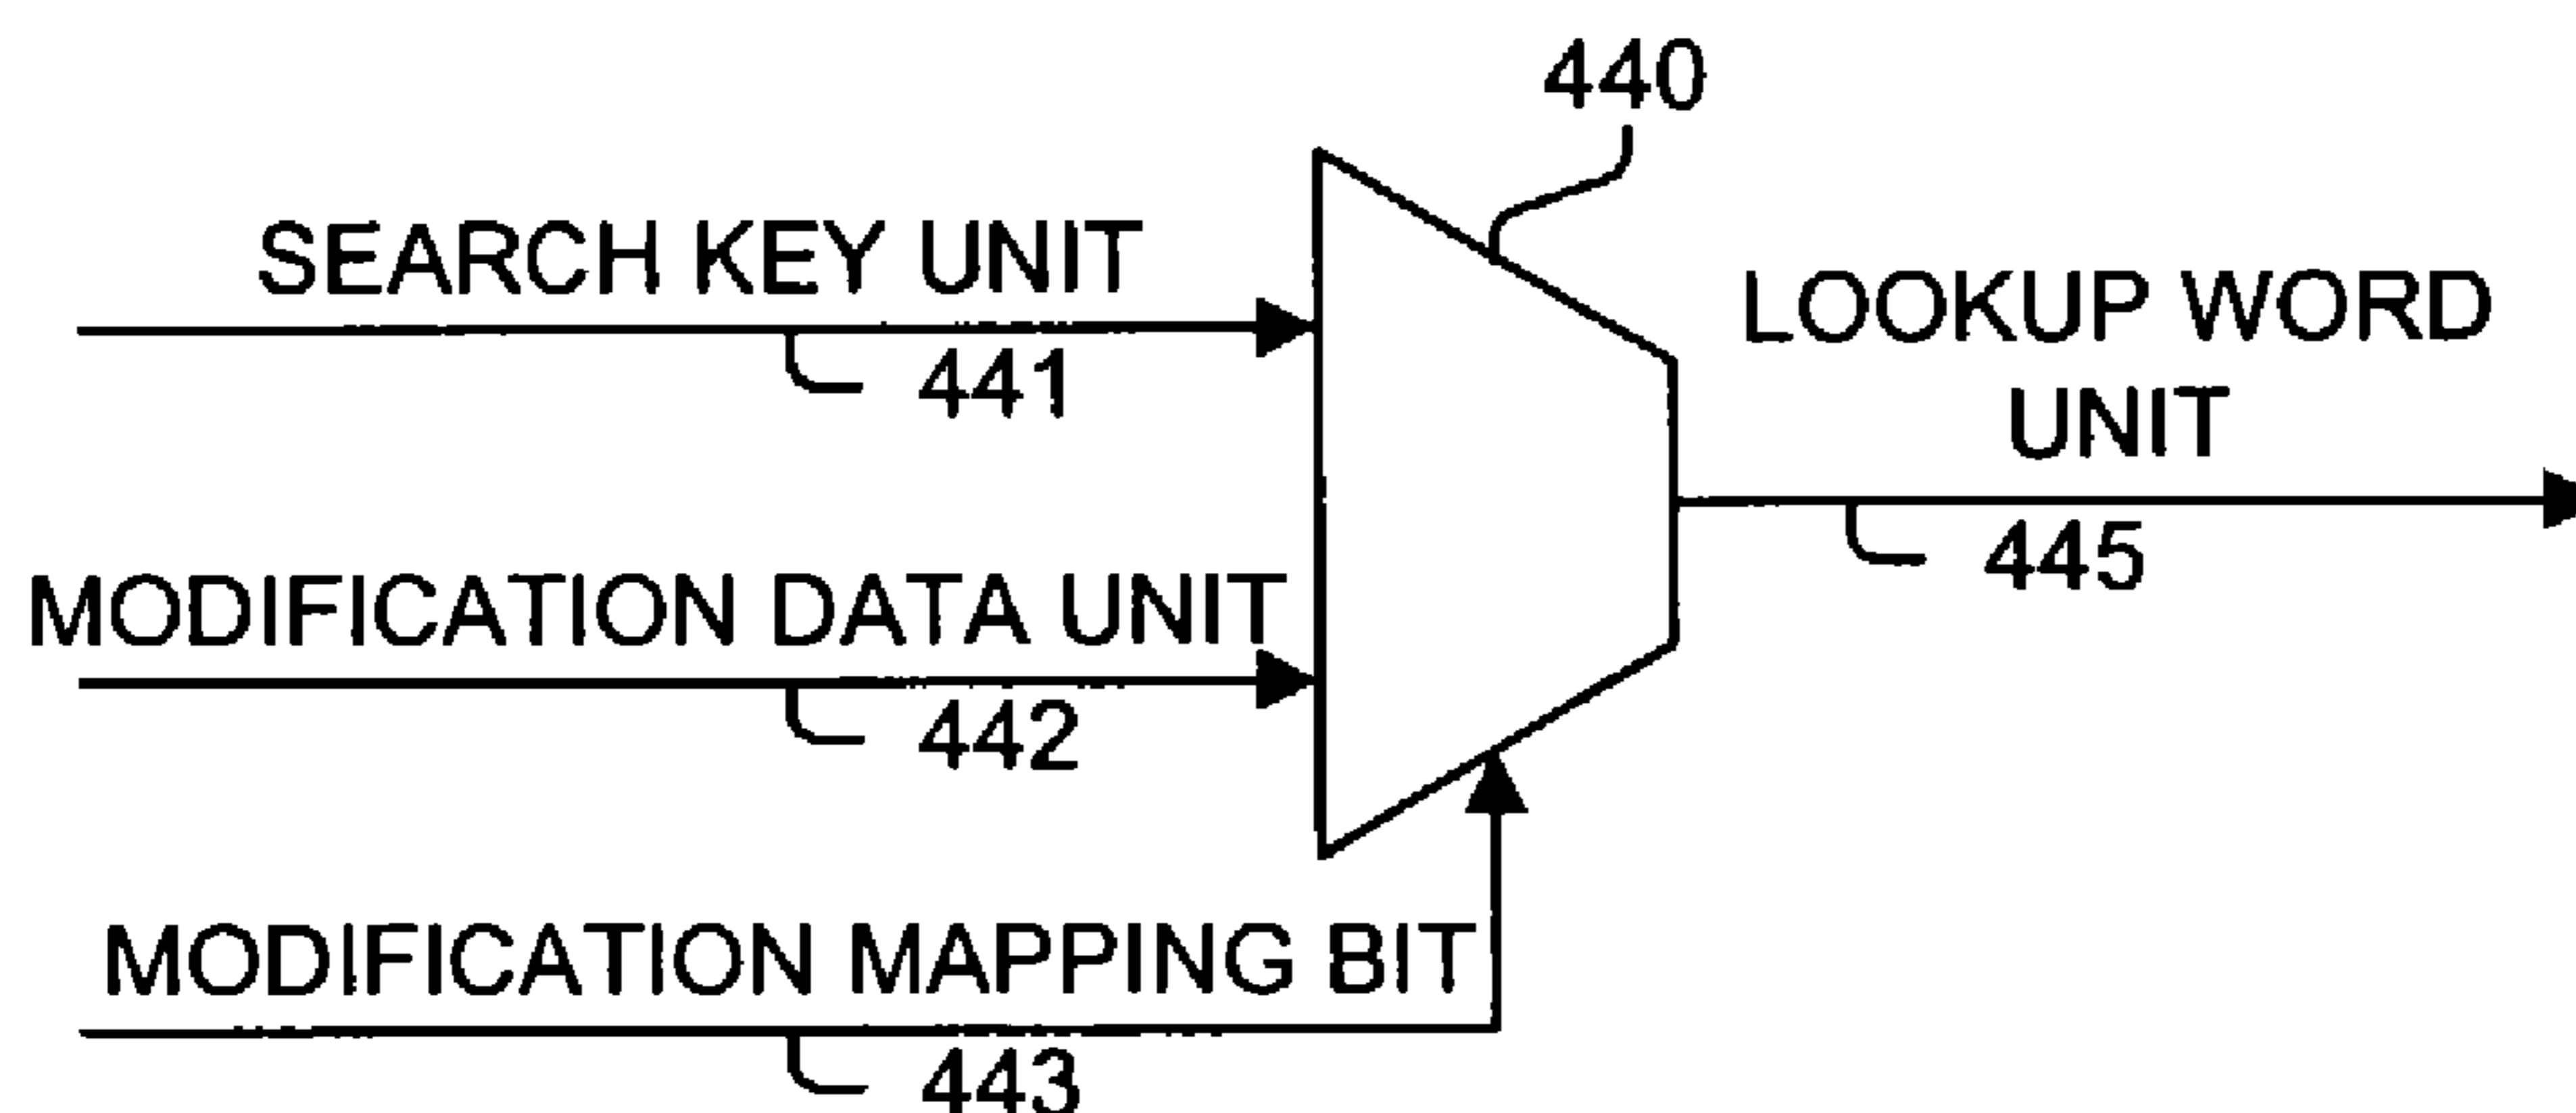 440
SEARCH KEY UNIT
441
LOOKUP WORD
UNIT
445
MODIFICATION DATA UNIT
442
MODIFICATION MAPPING BIT
443